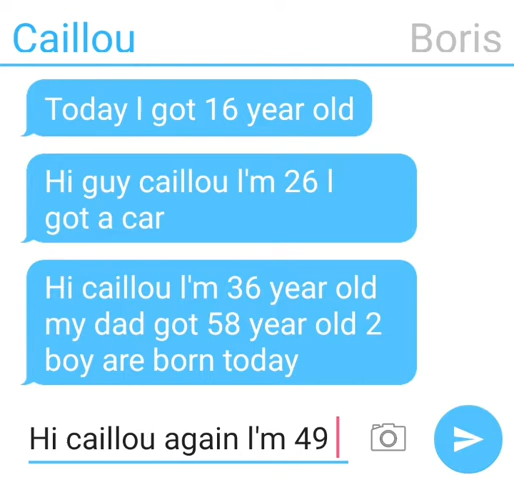 Caillou Boris
Today I got 16 year old
Hi guy caillou I'm 26 I
got a car
Hi caillou I'm 36 year old
my dad got 58 year old 2
boy are born today
Hi caillou again I'm 49